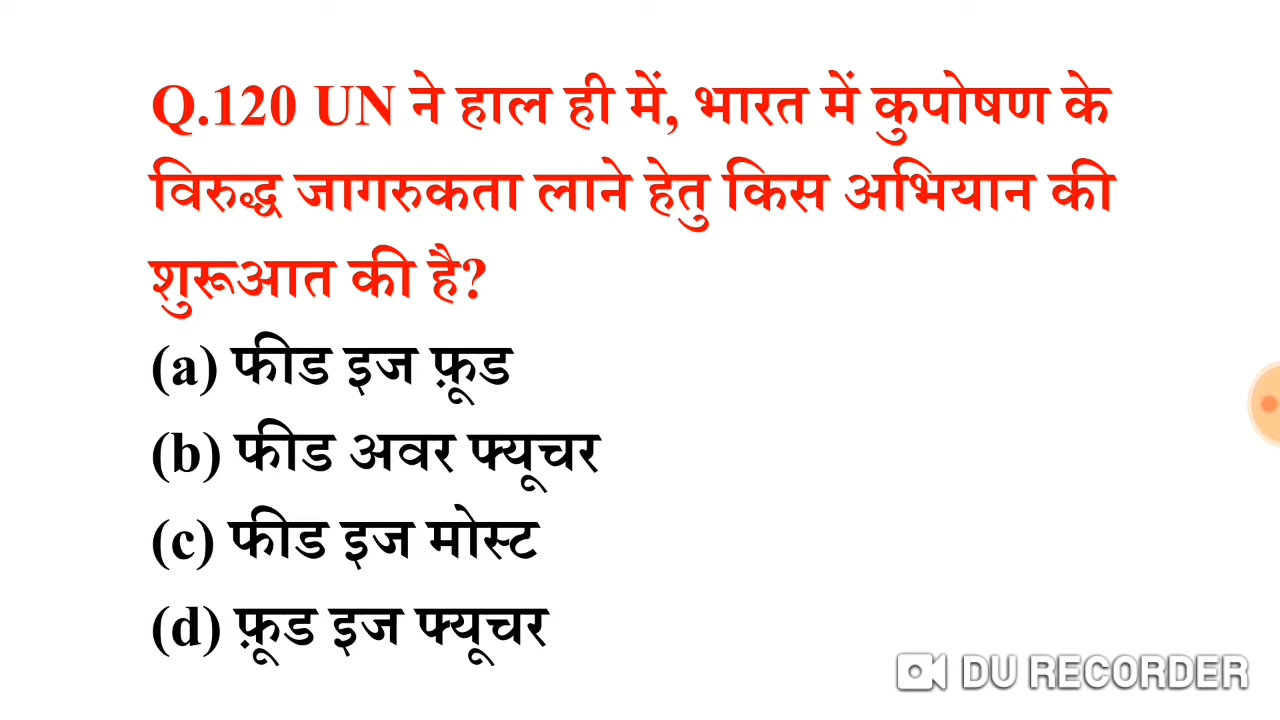 Q.120 UN ने हाल ही में, भारत में कुपोषण के
विरुद्ध जागरुकता लाने हेतु किस अभियान की
शुरूआत की है?
(a) फीड इज फ़ूड
(b) फीड अवर फ्यूचर
(c) फीड इज मोस्ट
(d) फ़ूड इज फ्यूचर
DU RECORDER